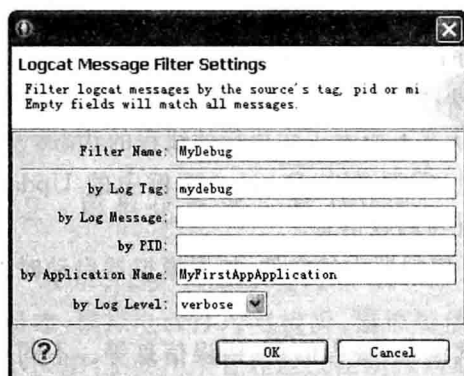 Logcat Message Filter Settings
Filter logcat messages by the source's tag, pid or mi
Empty fields will match all messages.
Filter Name: MyDebug
by Log Tag: mydebug
by Log Message:
by PID:
by Application Name: MyFirstAppApplication
by Log Level: verbose
? OK Cancel